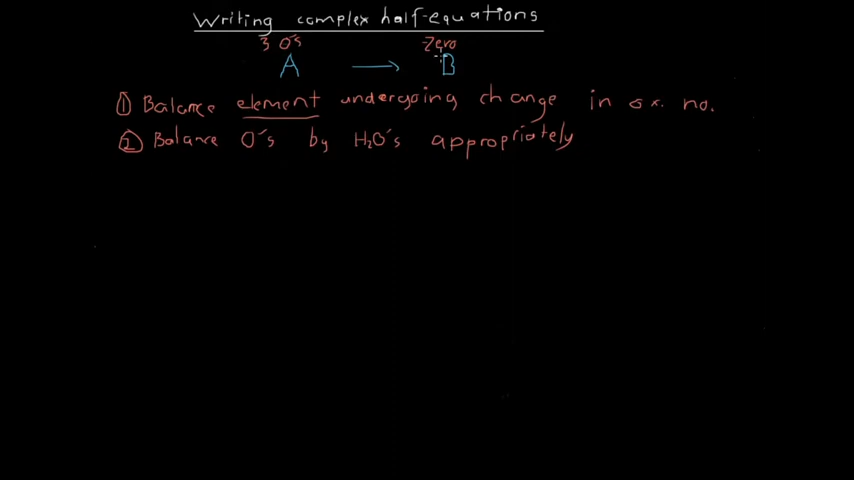 Writing complex half-equations
3 O's Zero
A → B
① Balance element undergoing change in ox. no.
② Balance O's by H₂O's appropriately